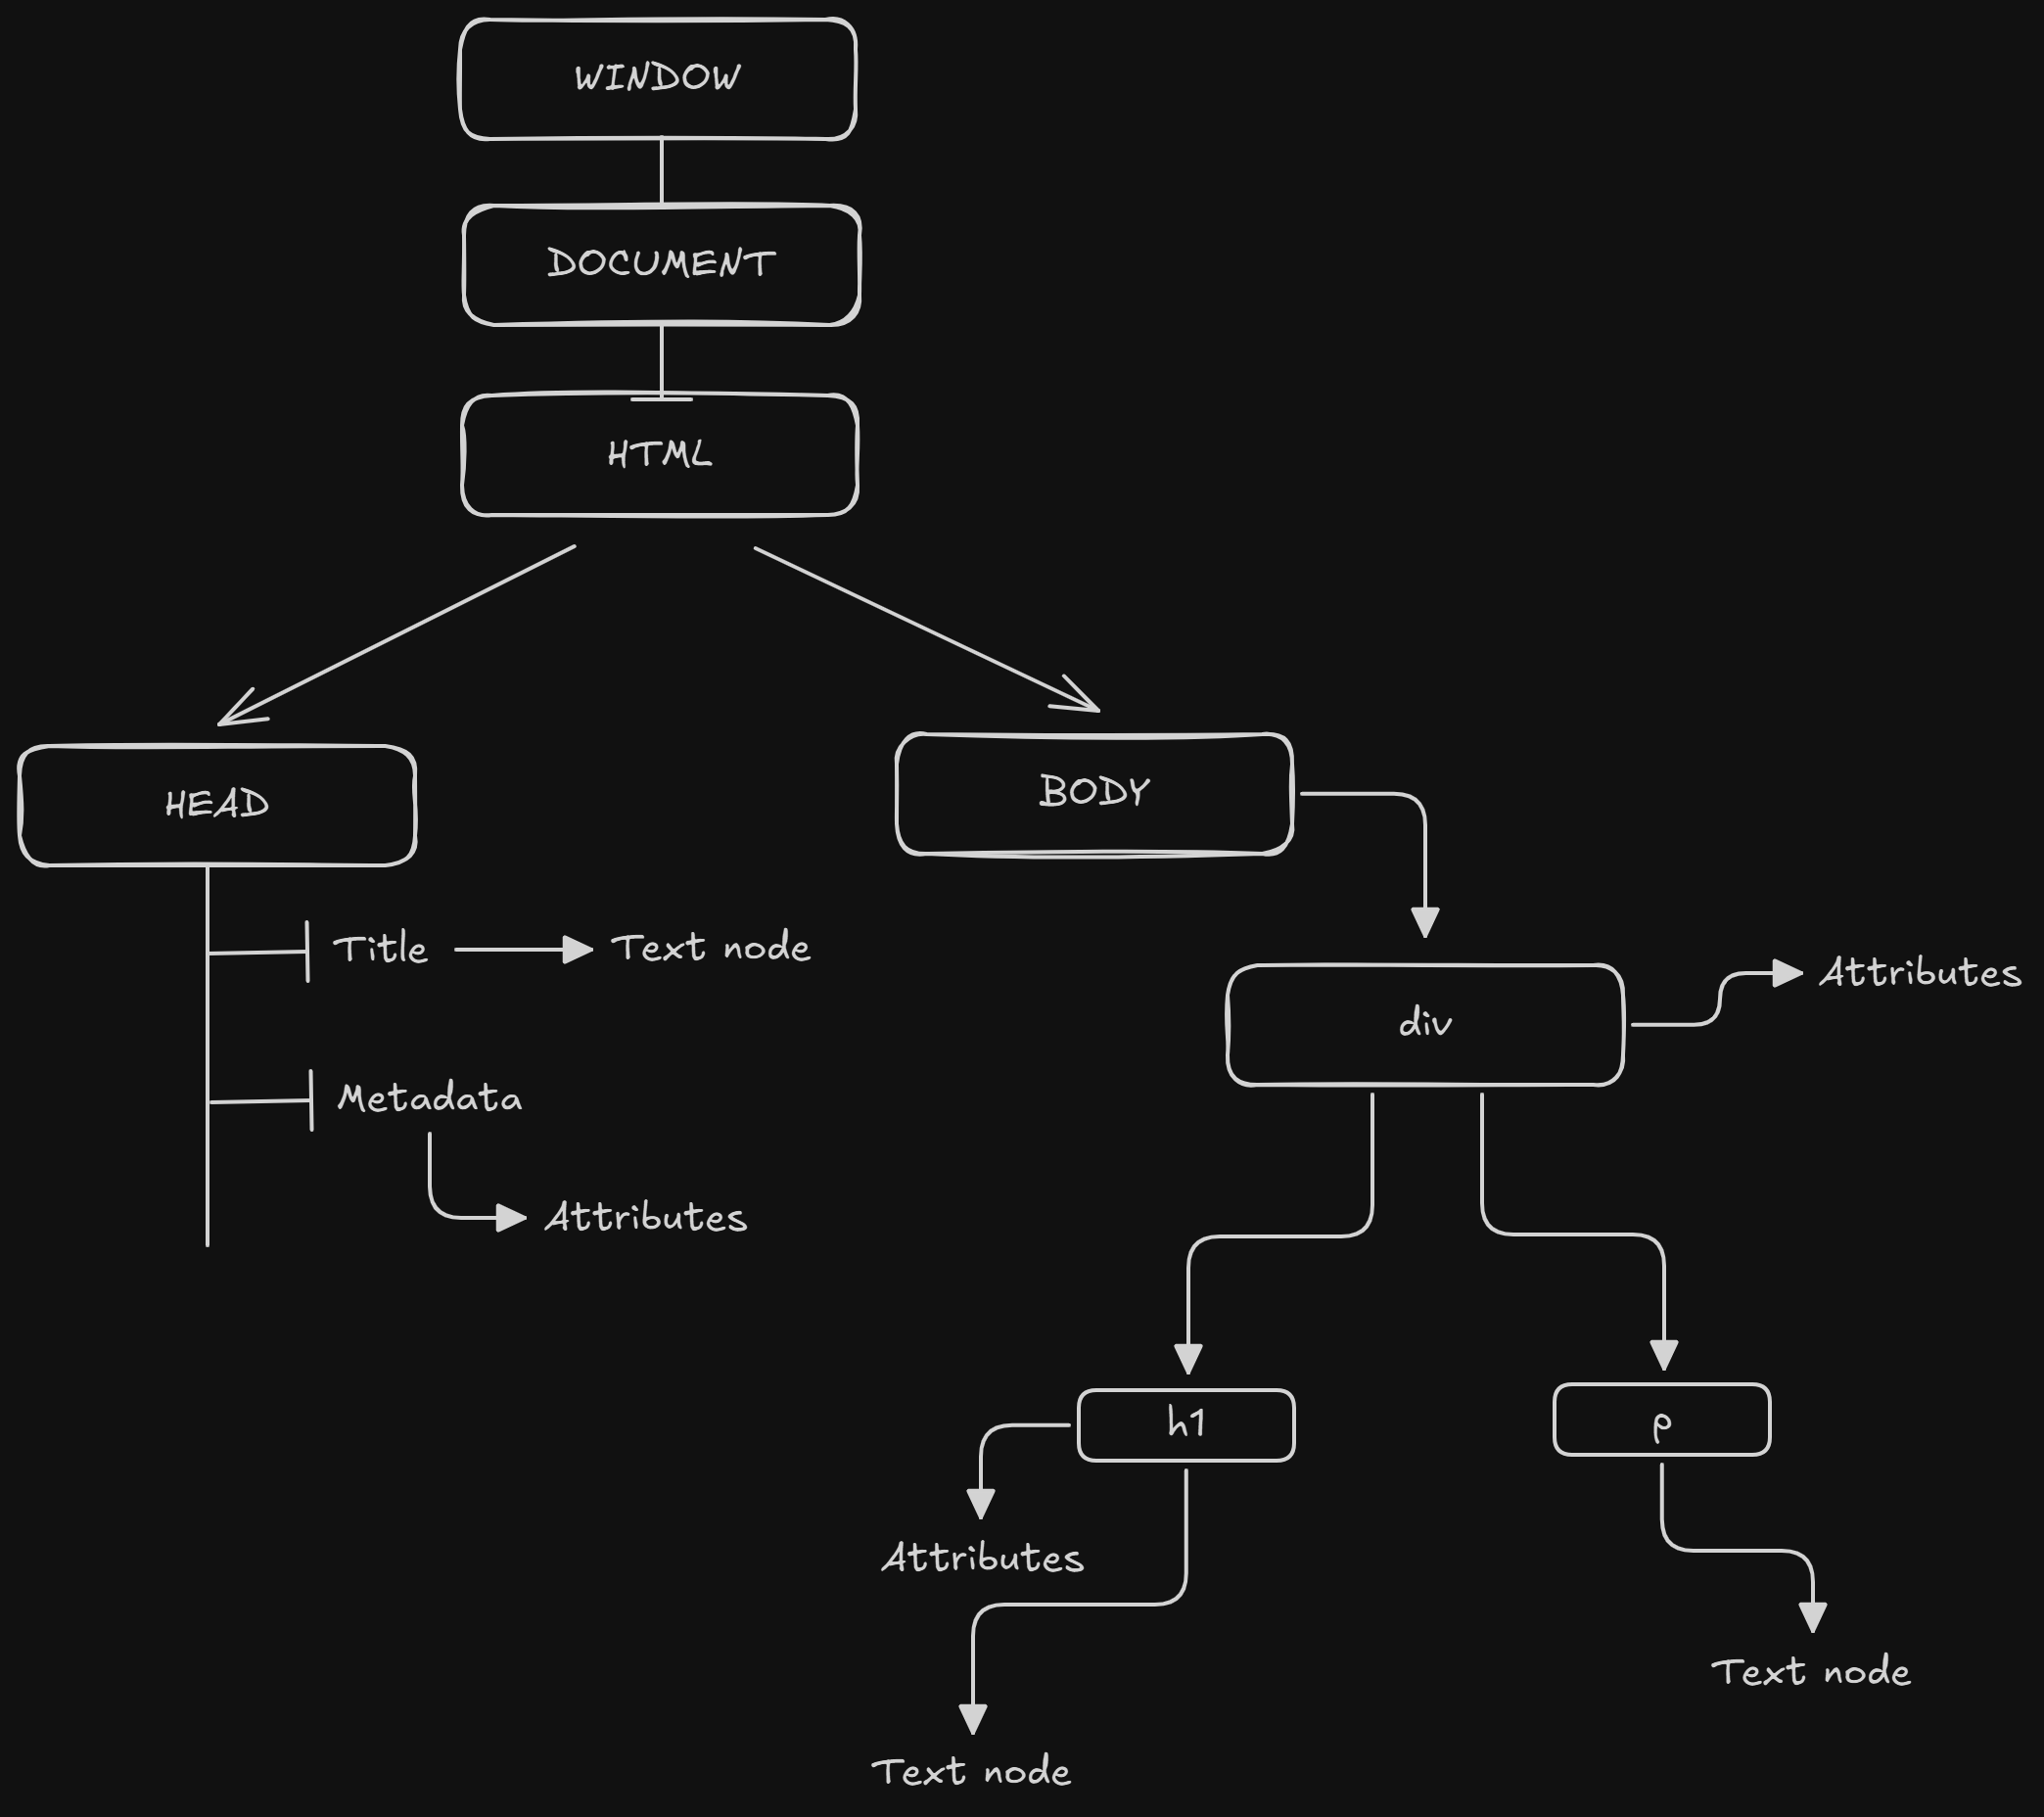 WINDOW
DOCUMENT
HTML
HEAD
BODY
Title
Text node
Metadata
Attributes
div
Attributes
h1
p
Attributes
Text node
Text node